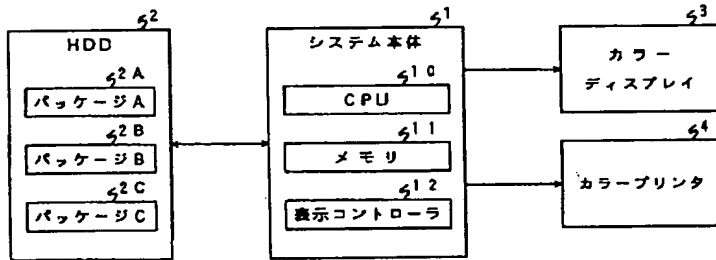 2
HDD
2A
パッケージA
2B
パッケージB
2C
パッケージC
1
システム本体
10
CPU
11
メモリ
12
表示コントローラ
3
カラー
ディスプレイ
4
カラープリンタ